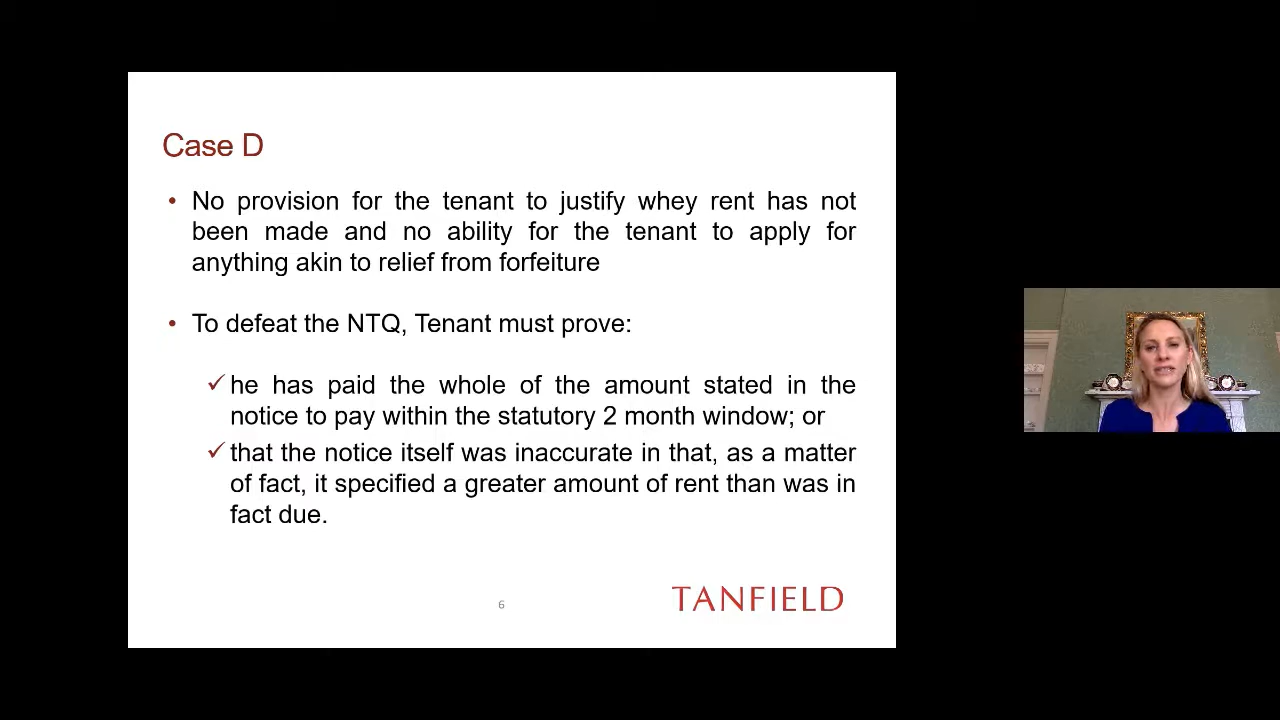 Case D
• No provision for the tenant to justify whey rent has not
been made and no ability for the tenant to apply for
anything akin to relief from forfeiture
• To defeat the NTQ, Tenant must prove:
✓ he has paid the whole of the amount stated in the
notice to pay within the statutory 2 month window; or
✓ that the notice itself was inaccurate in that, as a matter
of fact, it specified a greater amount of rent than was in
fact due.
6
TANFIELD